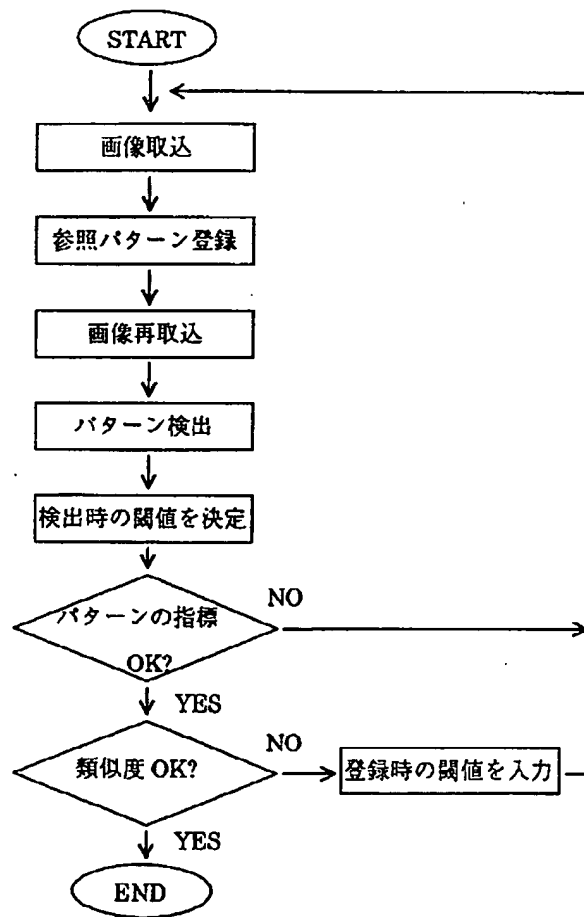 START
画像取込
参照パターン登録
画像再取込
パターン検出
検出時の閾値を決定
パターンの指標
OK?
NO
YES
類似度 OK?
NO
登録時の閾値を入力
YES
END